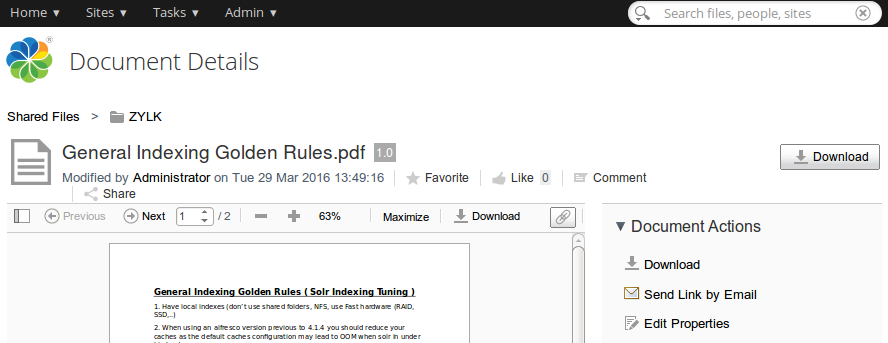 Home Sites Tasks Admin Search files, people, sites
Document Details
Shared Files > ZYLK
General Indexing Golden Rules.pdf 1.0
Download
Modified by Administrator on Tue 29 Mar 2016 13:49:16 Favorite Like 0 Comment
Share
Previous Next 1 / 2 63% Maximize Download
Document Actions
Download
Send Link by Email
Edit Properties
General Indexing Golden Rules ( Solr Indexing Tuning )
1. Have local indexes (don't use shared folders, NFS, use Fast hardware (RAID,
SSD,..)
2. When using an alfresco version previous to 4.1.4 you should reduce your
caches as the default caches configuration may lead to OOM when solr in under